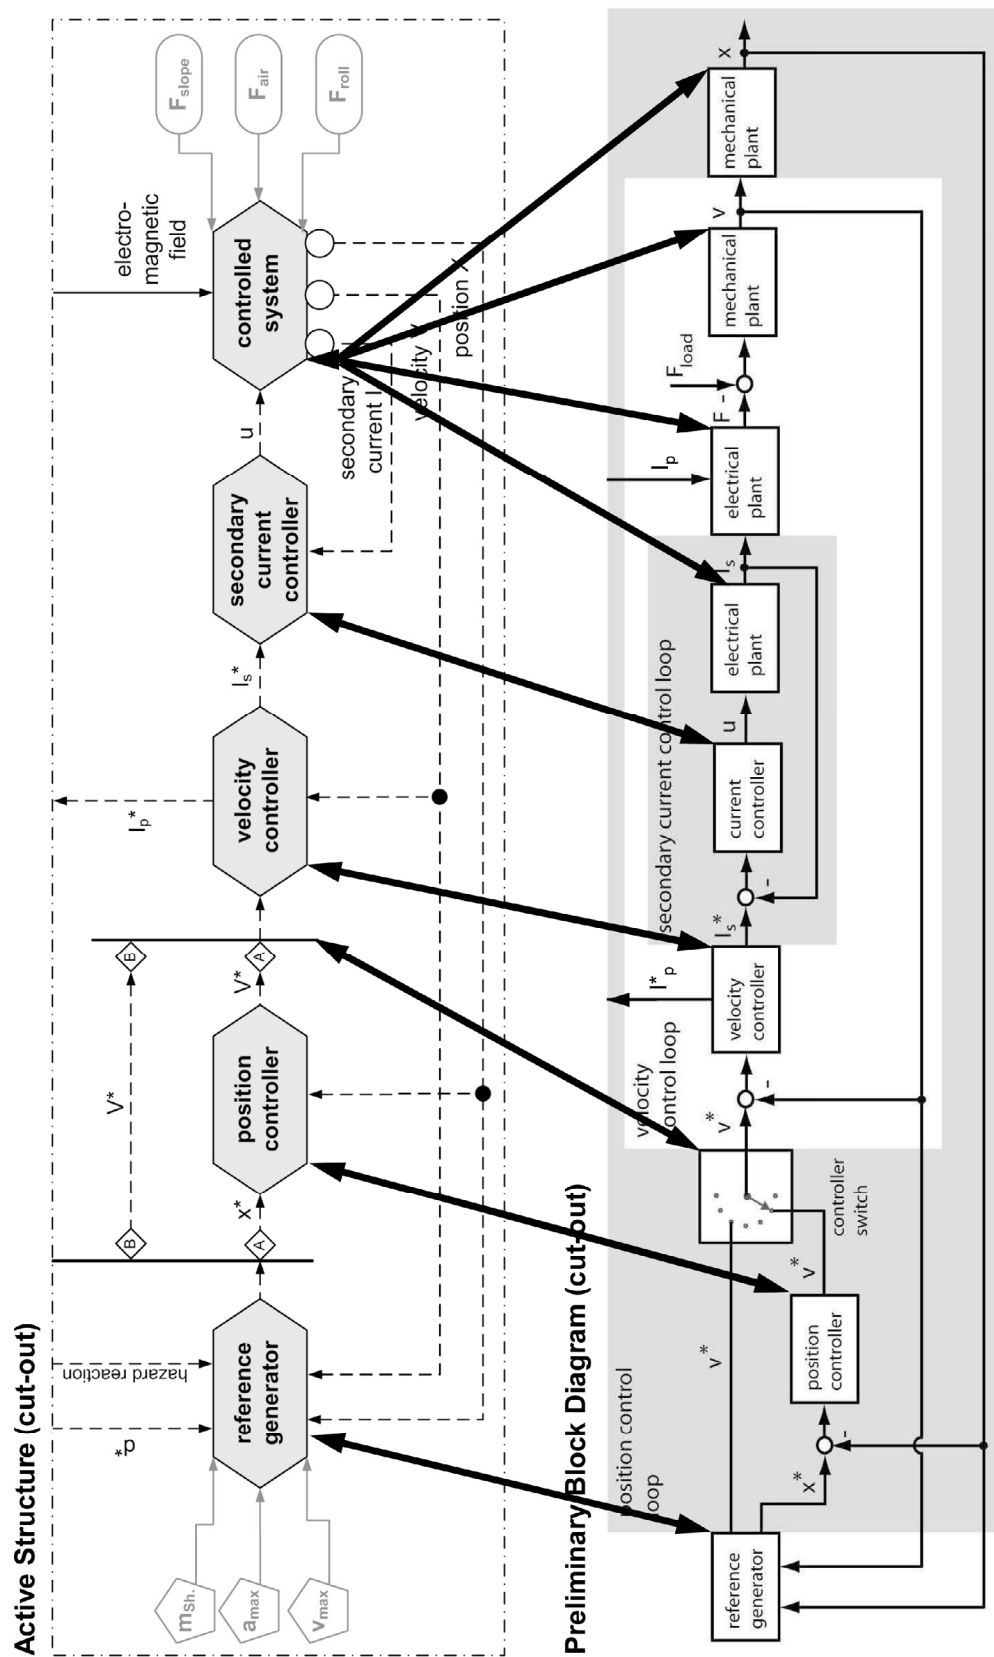 Active Structure (cut-out)
m_Sh.
a_max
v_max
d*
hazard reaction
reference
generator
B
A
x*
V*
position
controller
V*
B
A
velocity
controller
I_p*
I_s*
secondary
current
controller
u
controlled
system
electro-
magnetic
field
F_slope
F_air
F_roll
secondary
current I
velocity v
position x
Preliminary Block Diagram (cut-out)
position control
loop
reference
generator
x*
-
position
controller
v*
v*
controller
switch
velocity
control loop
v*
-
velocity
controller
I*_p
I_s*
secondary current control loop
-
current
controller
u
electrical
plant
I_s
electrical
plant
I_p
F
-
F_load
mechanical
plant
v
mechanical
plant
x